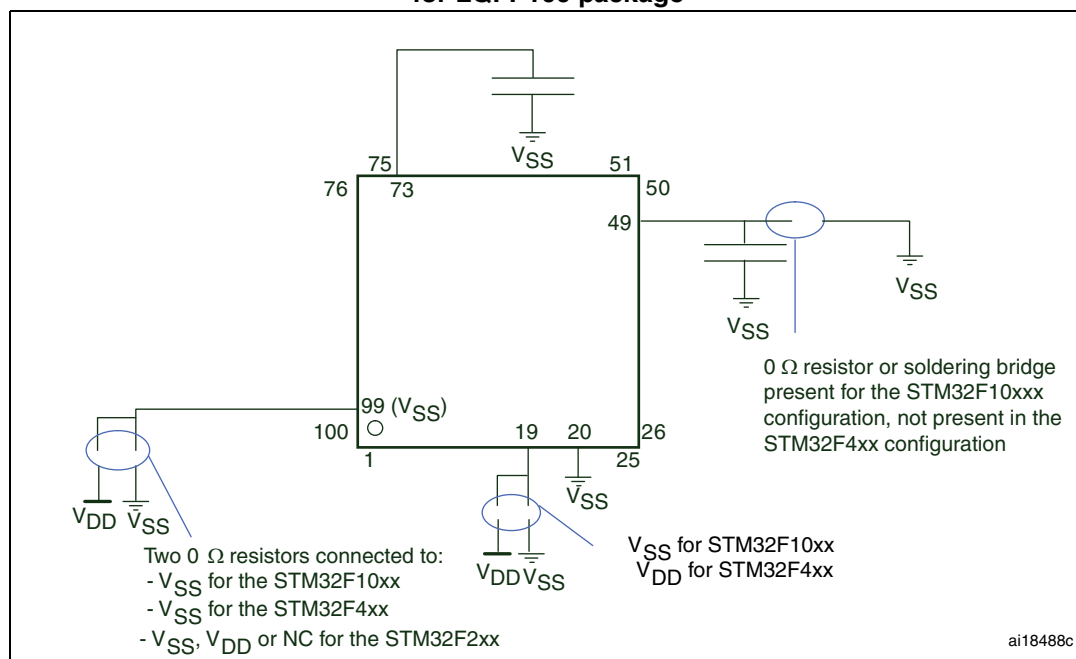 VSS
75
51
76
73
50
49
VSS
VSS
0 Ω resistor or soldering bridge
present for the STM32F10xxx
configuration, not present in the
STM32F4xx configuration
99 (VSS)
100
19
20
26
1
25
VSS
VDD
VSS
VDD
VSS
VSS for STM32F10xx
VDD for STM32F4xx
Two 0 Ω resistors connected to:
- VSS for the STM32F10xx
- VSS for the STM32F4xx
- VSS, VDD or NC for the STM32F2xx
ai18488c